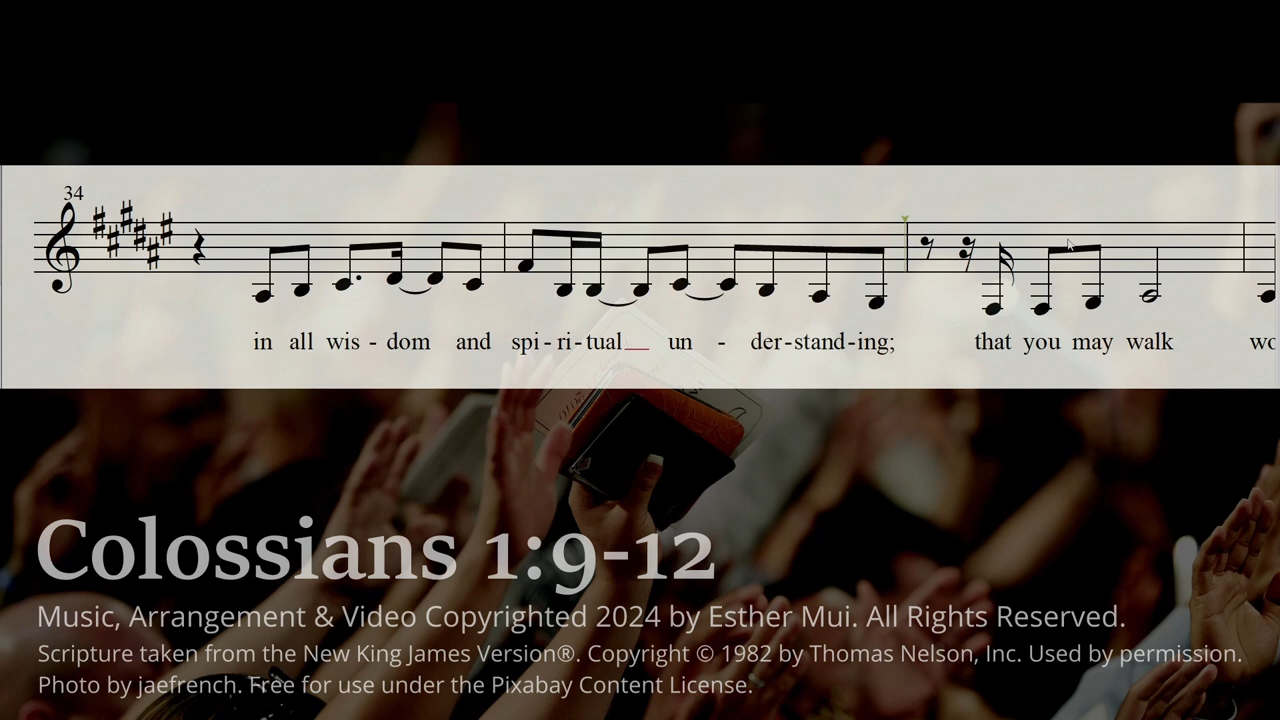 34
in all wis - dom and spi - ri - tual__ un - der - stand - ing; that you may walk wo
Colossians 1:9-12
Music, Arrangement & Video Copyrighted 2024 by Esther Mui. All Rights Reserved.
Scripture taken from the New King James Version®. Copyright © 1982 by Thomas Nelson, Inc. Used by permission.
Photo by jaefrench. Free for use under the Pixabay Content License.